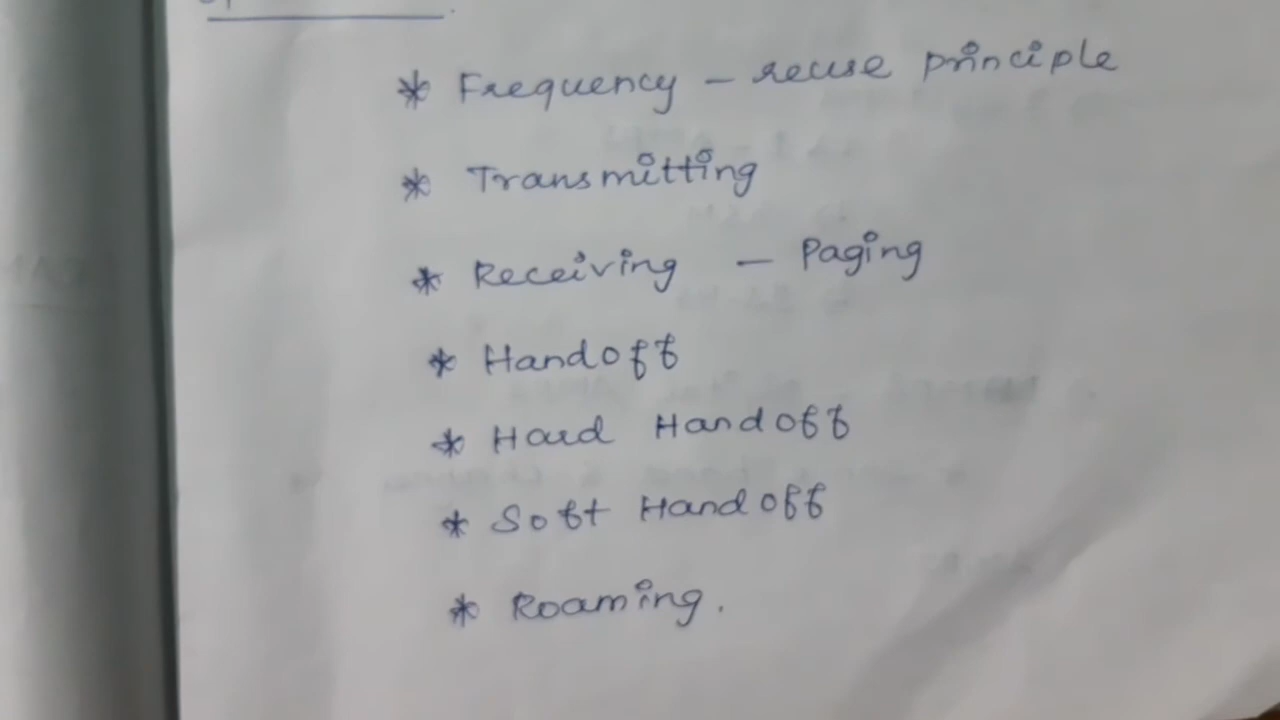 * Frequency - reuse principle
* Transmitting
* Receiving - Paging
* Handoff
* Hard Handoff
* Soft Handoff
* Roaming.